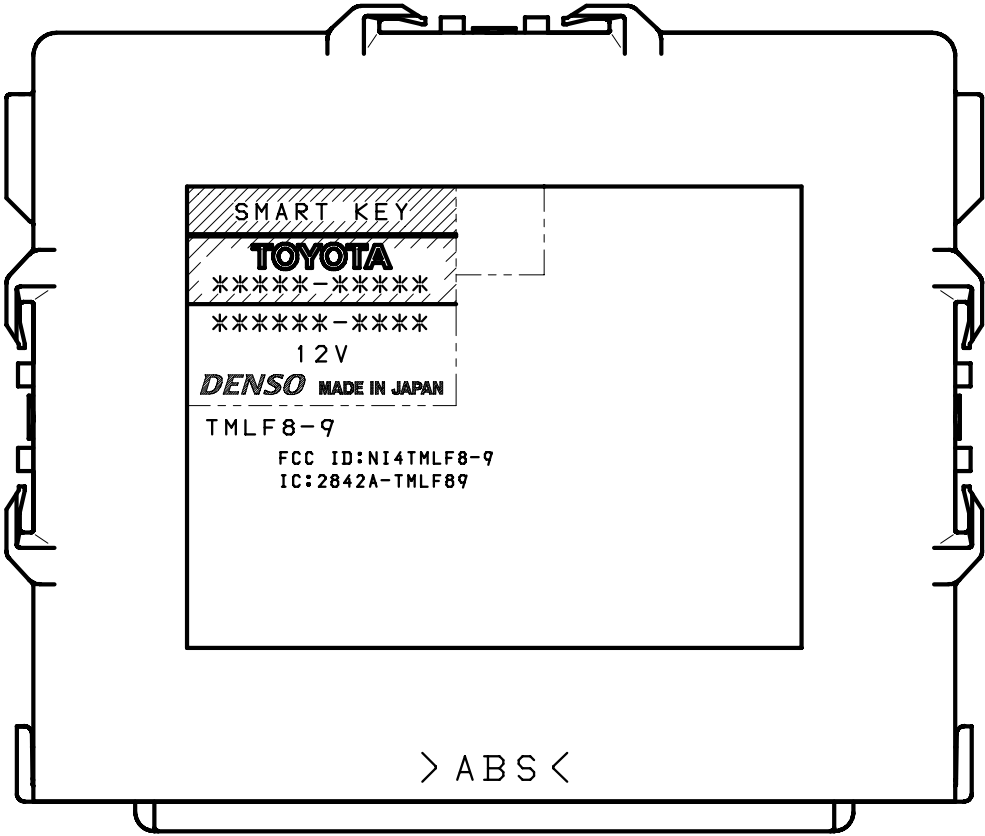 SMART KEY
TOYOTA
*****-*****
******-****
12V
DENSO MADE IN JAPAN
TMLF8-9
FCC ID:NI4TMLF8-9
IC:2842A-TMLF89
>ABS<